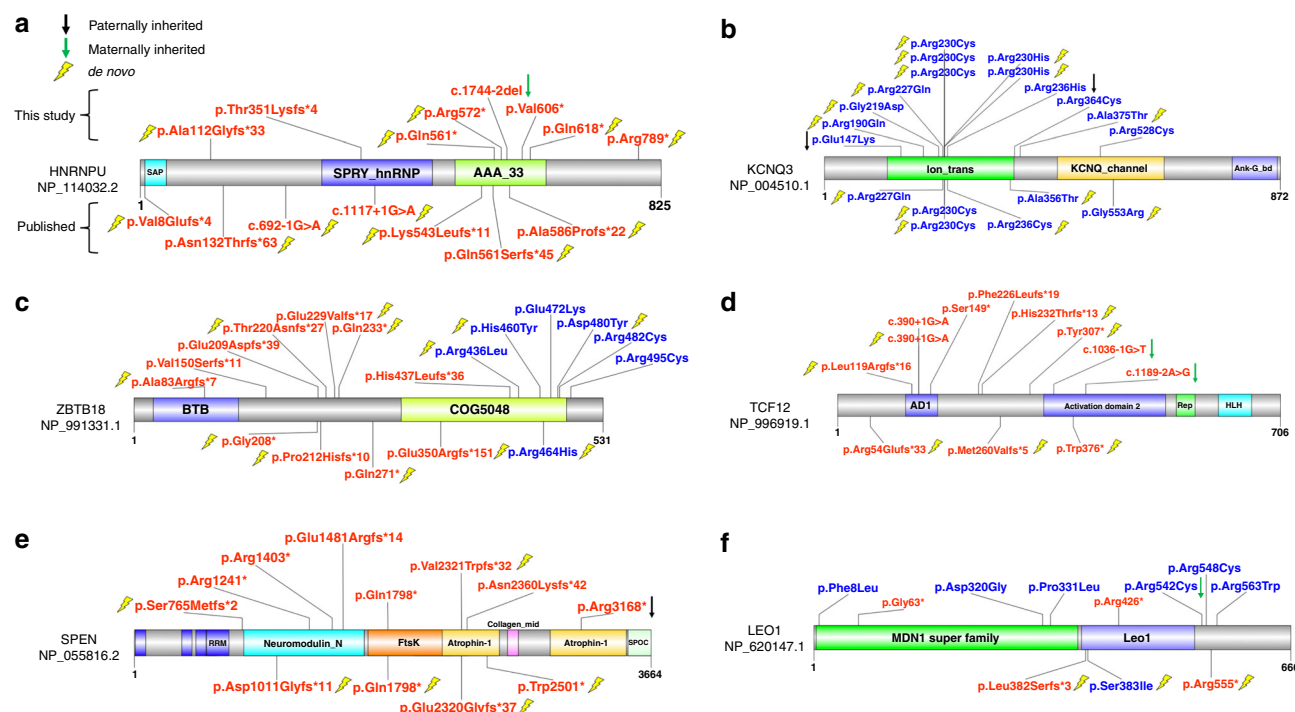 a
Paternally inherited
Maternally inherited
de novo
This study
c.1744-2del
p.Thr351Lysfs*4
p.Arg572*
p.Val606*
p.Ala112Glyfs*33
p.Gln561*
p.Gln618*
p.Arg789*
HNRNPU
NP_114032.2
SAP
SPRY_hnRNP
AAA_33
1
825
Published
p.Val8Glufs*4
c.692-1G>A
c.1117+1G>A
p.Asn132Thrfs*63
p.Lys543Leufs*11
p.Ala586Profs*22
p.Gln561Serfs*45
b
p.Arg230Cys
p.Arg230Cys
p.Arg230His
p.Arg230Cys
p.Arg230His
p.Arg227Gln
p.Arg236His
p.Gly219Asp
p.Arg364Cys
p.Arg190Gln
p.Ala375Thr
p.Glu147Lys
p.Arg528Cys
KCNQ3
NP_004510.1
Ion_trans
KCNQ_channel
Ank-G_bd
1
872
p.Arg227Gln
p.Ala356Thr
p.Arg230Cys
p.Gly553Arg
p.Arg230Cys
p.Arg236Cys
c
p.Glu229Valfs*17
p.Glu472Lys
p.Thr220Asnfs*27
p.Gln233*
p.His460Tyr
p.Asp480Tyr
p.Glu209Aspfs*39
p.Arg482Cys
p.Val150Serfs*11
p.Arg436Leu
p.Arg495Cys
p.Ala83Argfs*7
p.His437Leufs*36
ZBTB18
NP_991331.1
BTB
COG5048
1
531
p.Gly208*
p.Pro212Hisfs*10
p.Glu350Argfs*151
p.Arg464His
p.Gln271*
d
p.Phe226Leufs*19
p.Ser149*
p.His232Thrfs*13
c.390+1G>A
p.Tyr307*
c.390+1G>A
c.1036-1G>T
p.Leu119Argfs*16
c.1189-2A>G
TCF12
NP_996919.1
AD1
Activation domain 2
Rep
HLH
1
706
p.Arg54Glufs*33
p.Met260Valfs*5
p.Trp376*
e
p.Glu1481Argfs*14
p.Arg1403*
p.Val2321Trpfs*32
p.Arg1241*
p.Asn2360Lysfs*42
p.Ser765Metfs*2
p.Gln1798*
p.Arg3168*
Collagen_mid
SPEN
NP_055816.2
RRM
Neuromodulin_N
FtsK
Atrophin-1
Atrophin-1
SPOC
1
3664
p.Asp1011Glyfs*11
p.Gln1798*
p.Trp2501*
p.Glu2320Glyfs*37
f
p.Arg548Cys
p.Phe8Leu
p.Asp320Gly
p.Pro331Leu
p.Arg542Cys
p.Arg563Trp
p.Gly63*
p.Arg426*
LEO1
NP_620147.1
MDN1 super family
Leo1
1
p.Leu382Serfs*3
p.Ser383Ile
p.Arg555*